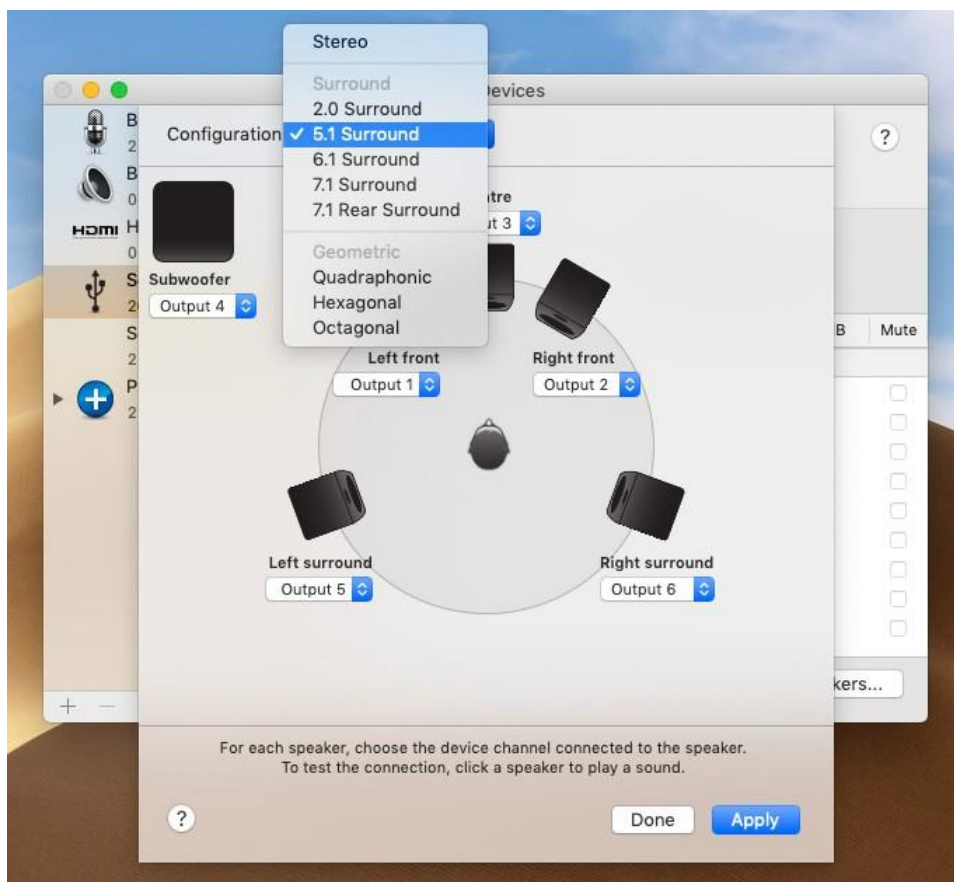 Stereo
Surround
2.0 Surround
✓ 5.1 Surround
6.1 Surround
7.1 Surround
7.1 Rear Surround
Geometric
Quadraphonic
Hexagonal
Octagonal
Configuration
?
HDMI
Subwoofer
Output 4
Left front
Output 1
Right front
Output 2
Left surround
Output 5
Right surround
Output 6
B
Mute
For each speaker, choose the device channel connected to the speaker.
To test the connection, click a speaker to play a sound.
?
Done
Apply